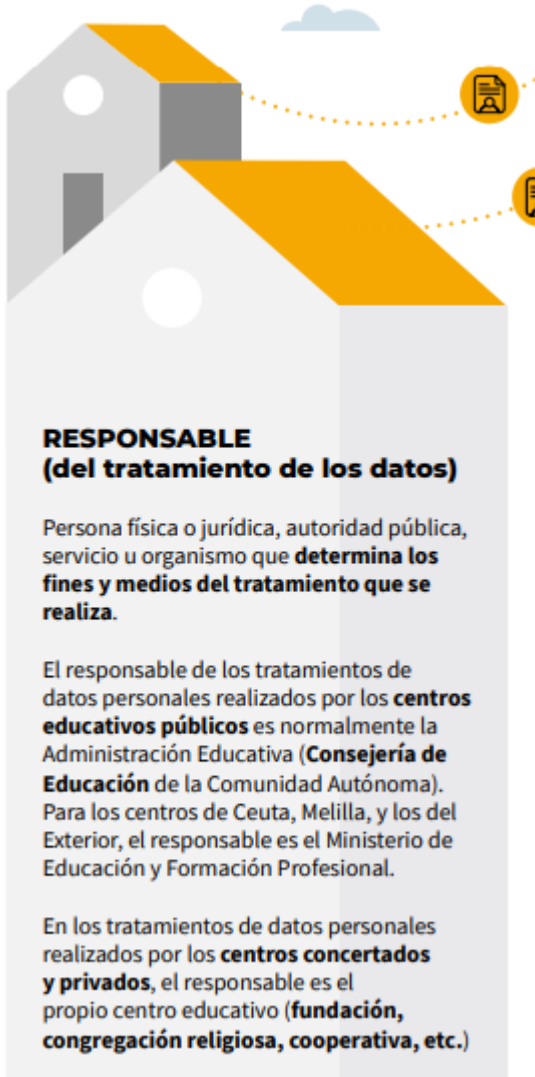 RESPONSABLE
(del tratamiento de los datos)
Persona física o jurídica, autoridad pública,
servicio u organismo que determina los
fines y medios del tratamiento que se
realiza.
El responsable de los tratamientos de
datos personales realizados por los centros
educativos públicos es normalmente la
Administración Educativa (Consejería de
Educación de la Comunidad Autónoma).
Para los centros de Ceuta, Melilla, y los del
Exterior, el responsable es el Ministerio de
Educación y Formación Profesional.
En los tratamientos de datos personales
realizados por los centros concertados
y privados, el responsable es el
propio centro educativo (fundación,
congregación religiosa, cooperativa, etc.)